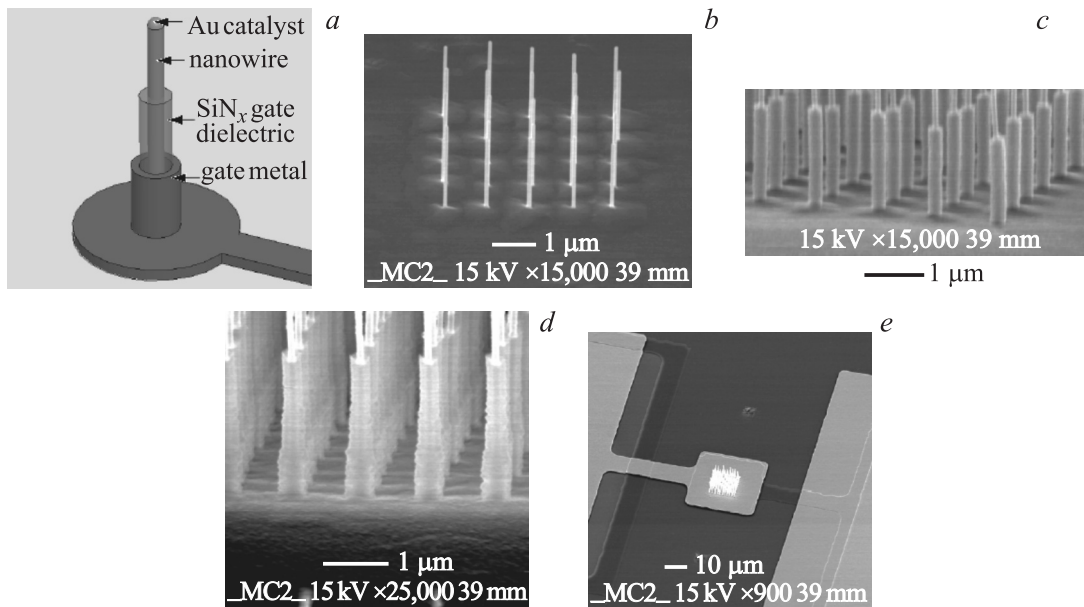 a
Au catalyst
nanowire
SiNx gate
dielectric
gate metal
b
1 μm
_MC2_ 15 kV ×15,000 39 mm
c
15 kV ×15,000 39 mm
1 μm
d
1 μm
_MC2_ 15 kV ×25,000 39 mm
e
10 μm
_MC2_ 15 kV ×900 39 mm